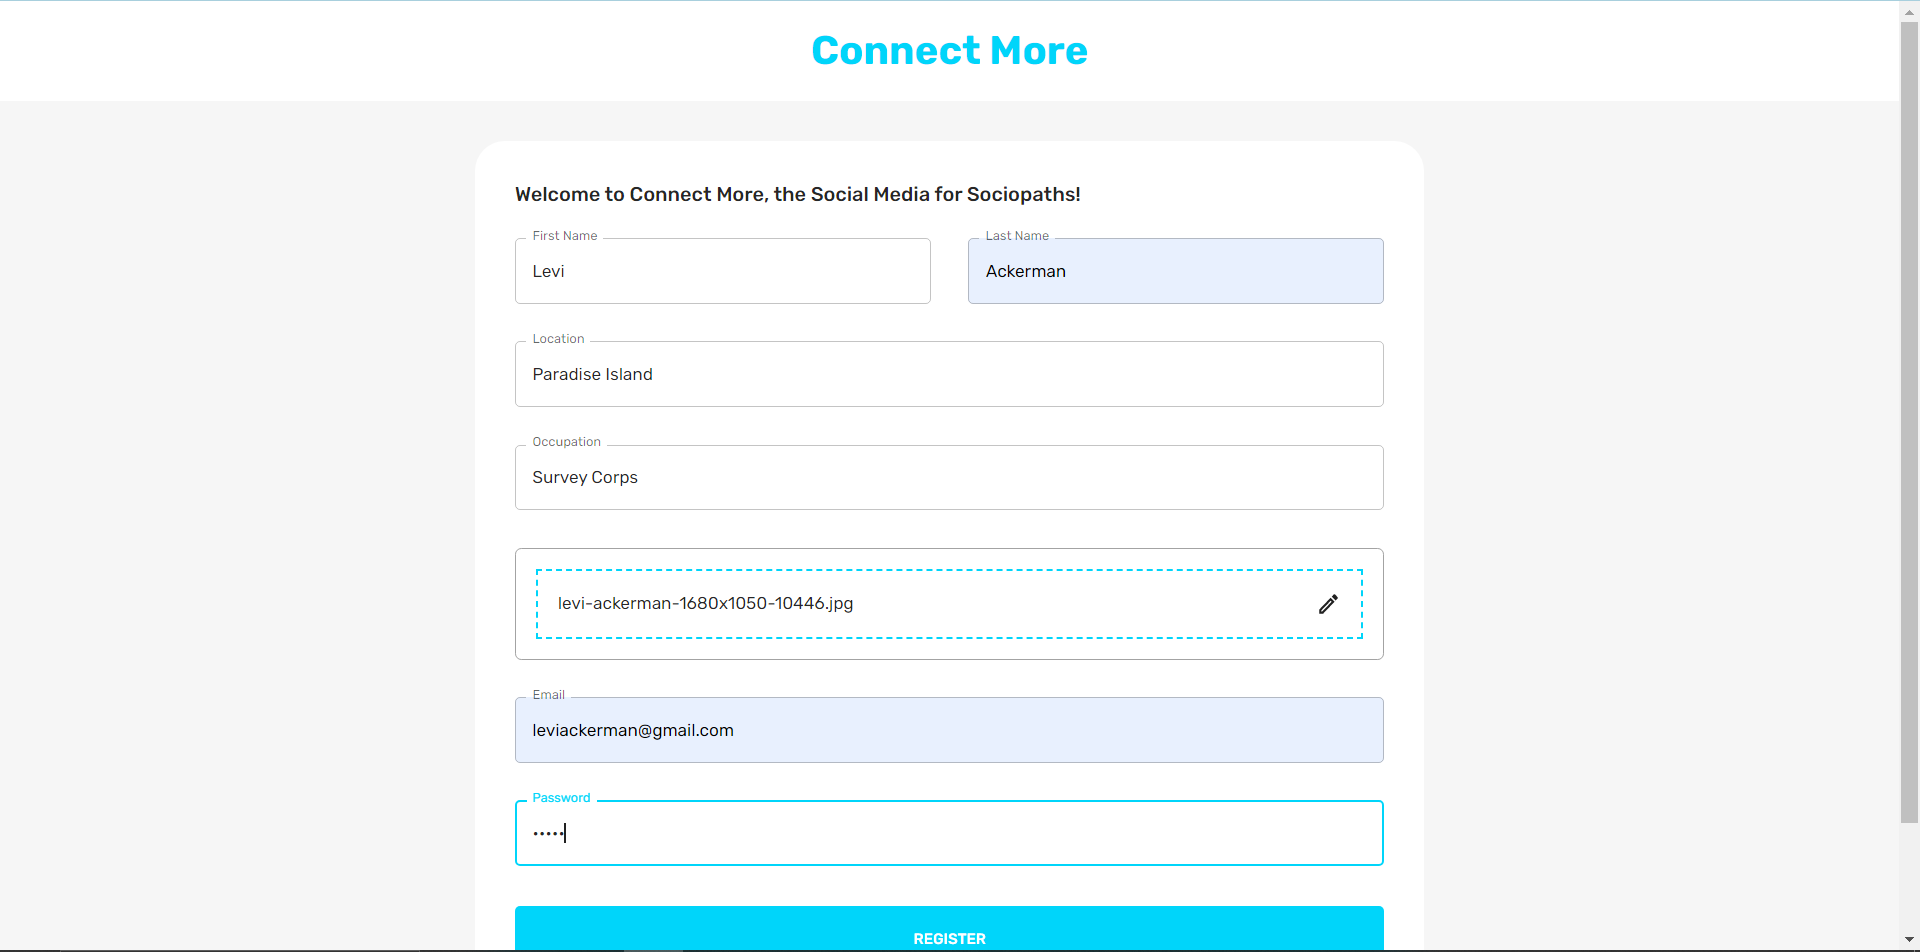 Connect More
Welcome to Connect More, the Social Media for Sociopaths!
First Name
Last Name
Levi
Ackerman
Location
Paradise Island
Occupation
Survey Corps
levi-ackerman-1680x1050-10446.jpg
Email
leviackerman@gmail.com
Password
•••••
REGISTER